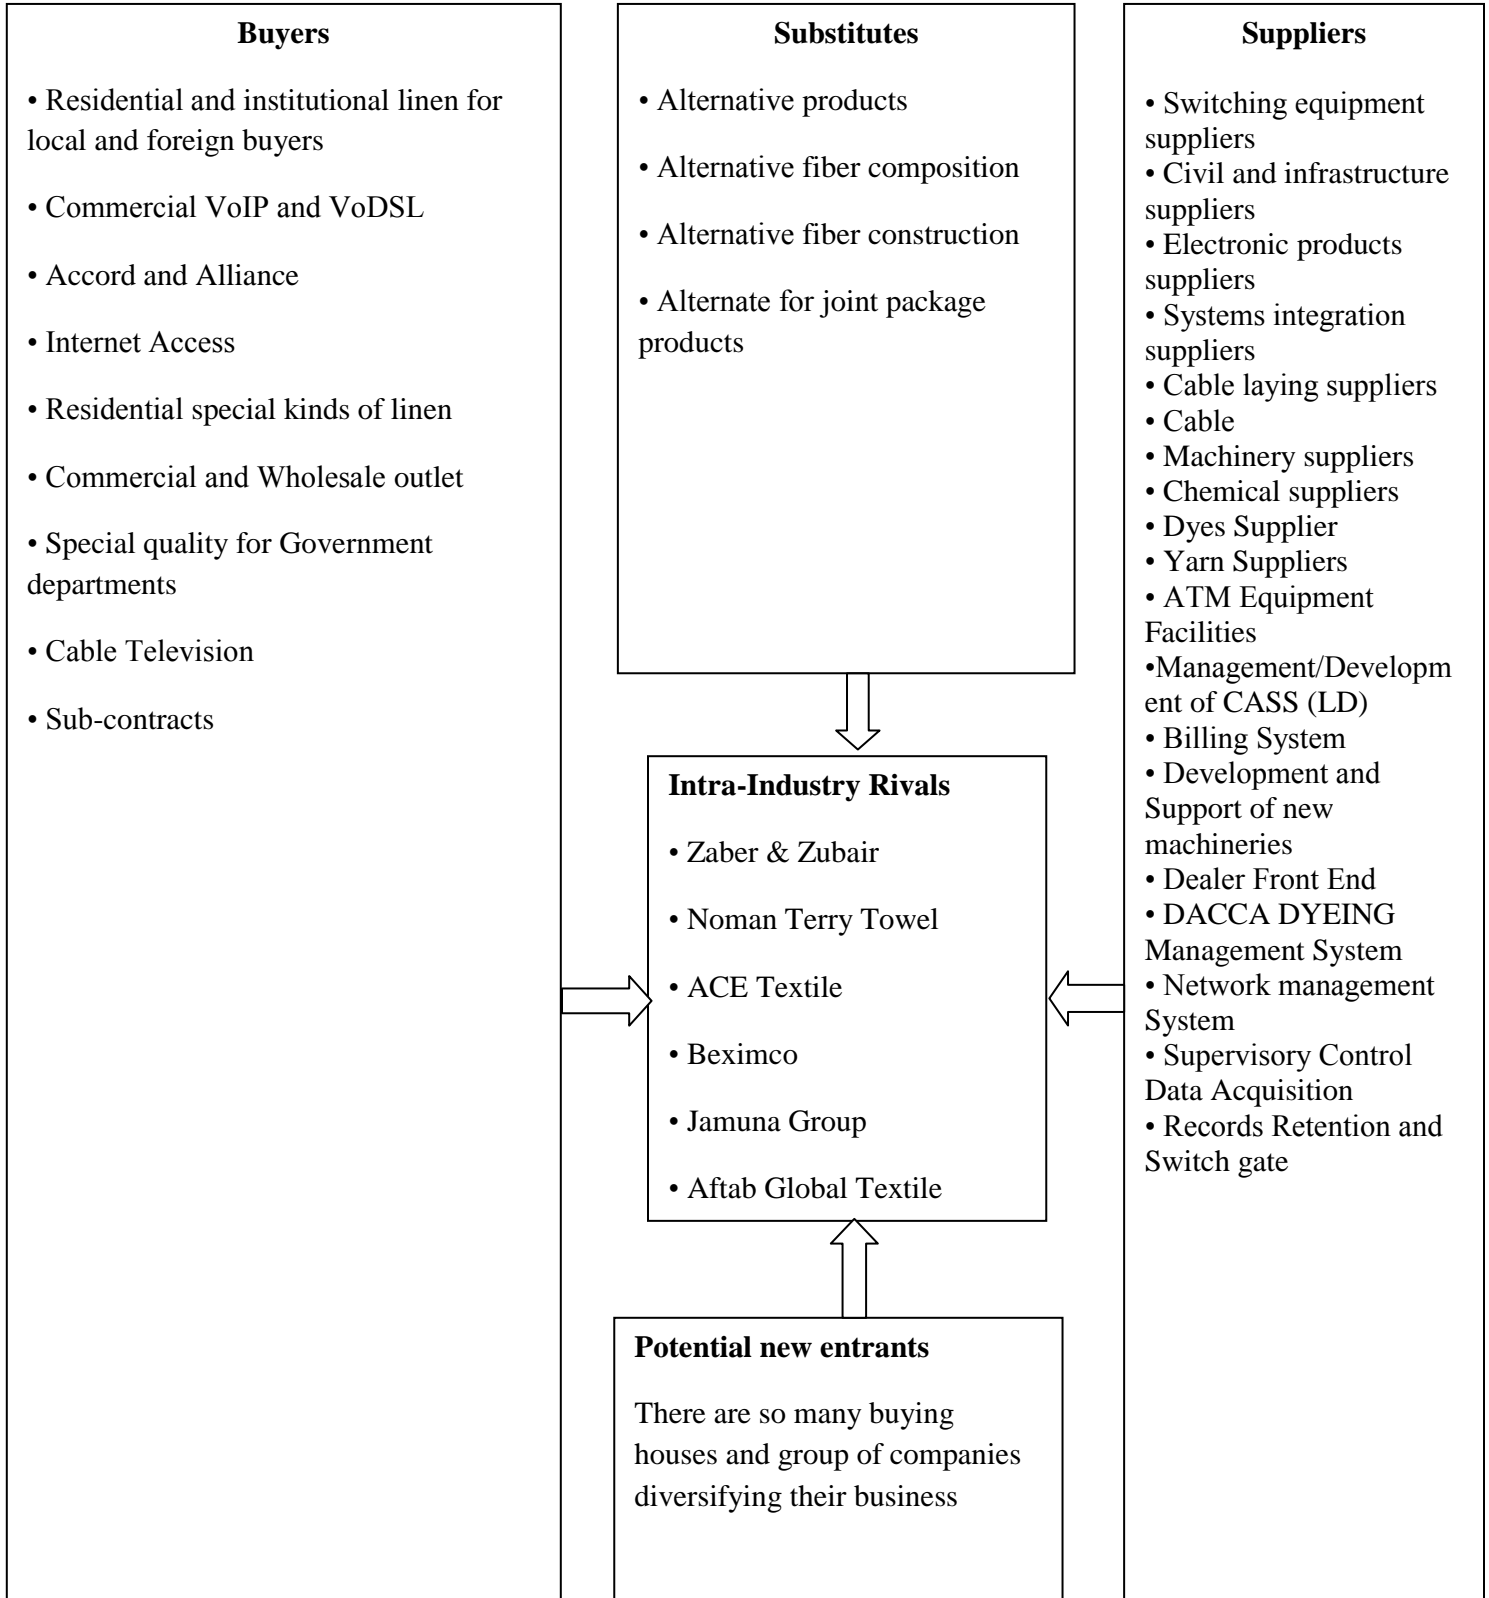 Buyers
• Residential and institutional linen for
local and foreign buyers
• Commercial VoIP and VoDSL
• Accord and Alliance
• Internet Access
• Residential special kinds of linen
• Commercial and Wholesale outlet
• Special quality for Government
departments
• Cable Television
• Sub-contracts
Substitutes
• Alternative products
• Alternative fiber composition
• Alternative fiber construction
• Alternate for joint package
products
Intra-Industry Rivals
• Zaber & Zubair
• Noman Terry Towel
• ACE Textile
• Beximco
• Jamuna Group
• Aftab Global Textile
Potential new entrants
There are so many buying
houses and group of companies
diversifying their business
Suppliers
• Switching equipment
suppliers
• Civil and infrastructure
suppliers
• Electronic products
suppliers
• Systems integration
suppliers
• Cable laying suppliers
• Cable
• Machinery suppliers
• Chemical suppliers
• Dyes Supplier
• Yarn Suppliers
• ATM Equipment
Facilities
•Management/Developm
ent of CASS (LD)
• Billing System
• Development and
Support of new
machineries
• Dealer Front End
• DACCA DYEING
Management System
• Network management
System
• Supervisory Control
Data Acquisition
• Records Retention and
Switch gate